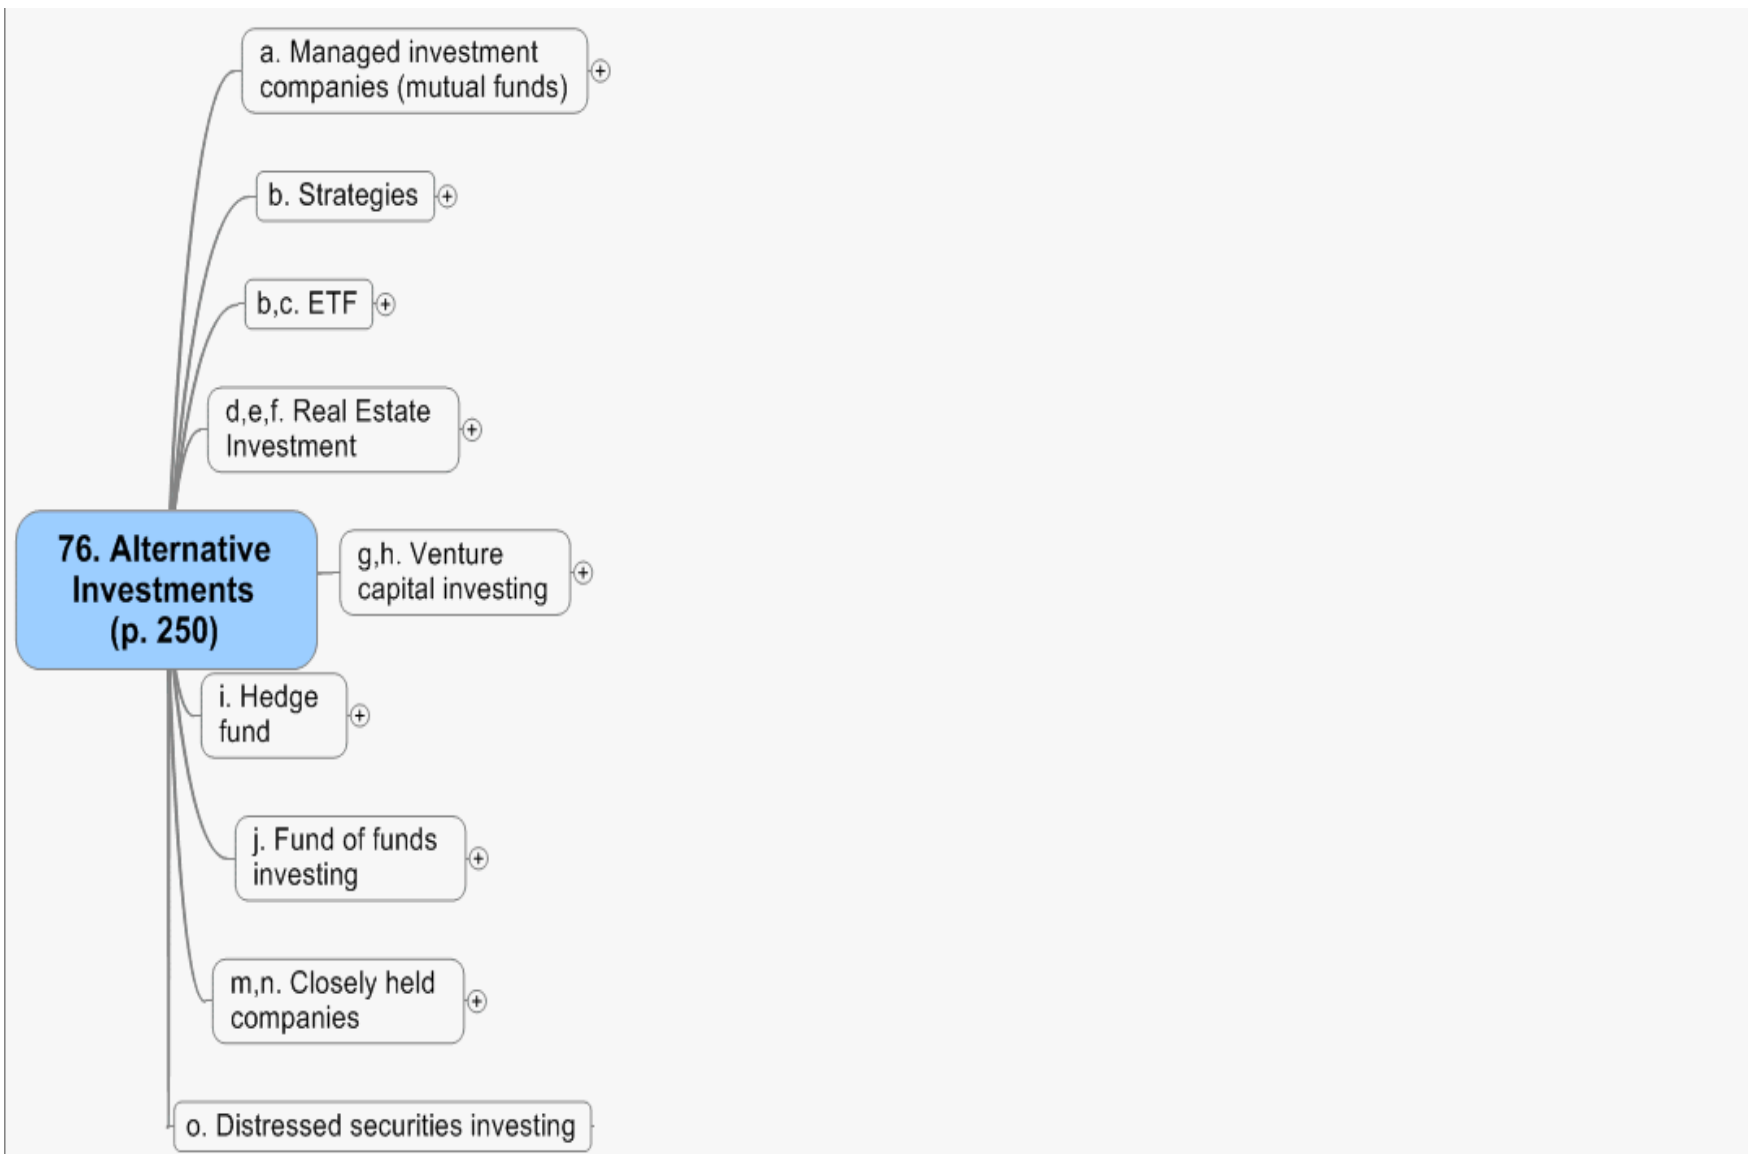 a. Managed investment
companies (mutual funds)
b. Strategies
b,c. ETF
d,e,f. Real Estate
Investment
76. Alternative
Investments
(p. 250)
g,h. Venture
capital investing
i. Hedge
fund
j. Fund of funds
investing
m,n. Closely held
companies
o. Distressed securities investing